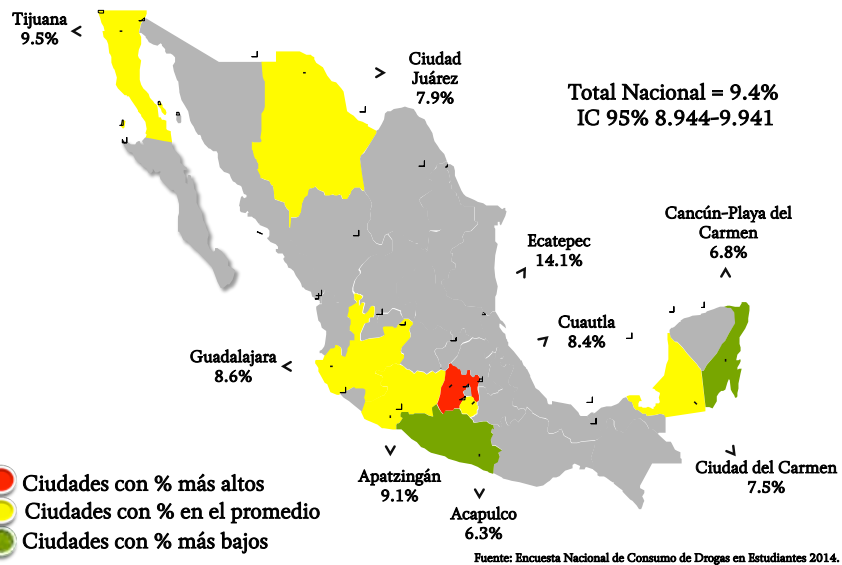 Tijuana
9.5%
Ciudad
Juárez
7.9%
Total Nacional = 9.4%
IC 95% 8.944-9.941
Cancún-Playa del
Carmen
6.8%
Ecatepec
14.1%
Cuautla
8.4%
Guadalajara
8.6%
Ciudad del Carmen
7.5%
Apatzingán
9.1%
Acapulco
6.3%
Ciudades con % más altos
Ciudades con % en el promedio
Ciudades con % más bajos
Fuente: Encuesta Nacional de Consumo de Drogas en Estudiantes 2014.